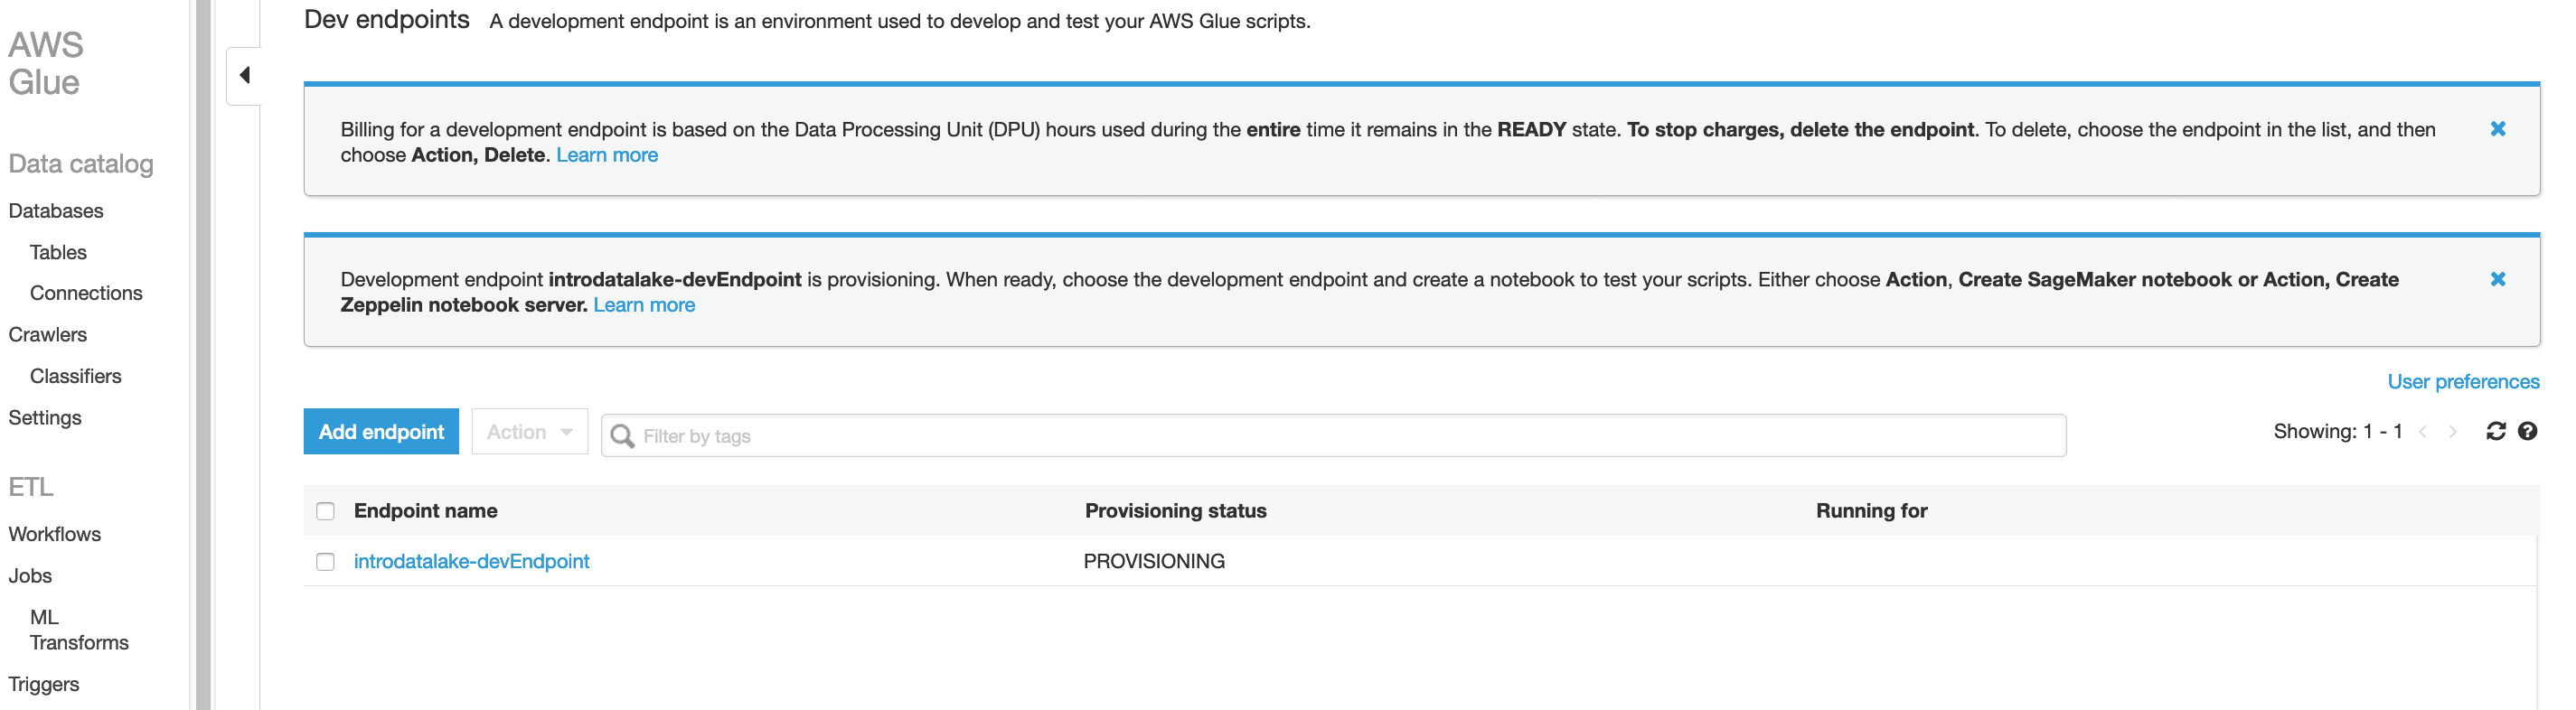 AWS
Glue
Data catalog
Databases
Tables
Connections
Crawlers
Classifiers
Settings
ETL
Workflows
Jobs
ML
Transforms
Triggers
Dev endpoints A development endpoint is an environment used to develop and test your AWS Glue scripts.
Billing for a development endpoint is based on the Data Processing Unit (DPU) hours used during the entire time it remains in the READY state. To stop charges, delete the endpoint. To delete, choose the endpoint in the list, and then
choose Action, Delete. Learn more
Development endpoint introdatalake-devEndpoint is provisioning. When ready, choose the development endpoint and create a notebook to test your scripts. Either choose Action, Create SageMaker notebook or Action, Create
Zeppelin notebook server. Learn more
User preferences
Add endpoint Action Filter by tags Showing: 1 - 1
Endpoint name Provisioning status Running for
introdatalake-devEndpoint PROVISIONING